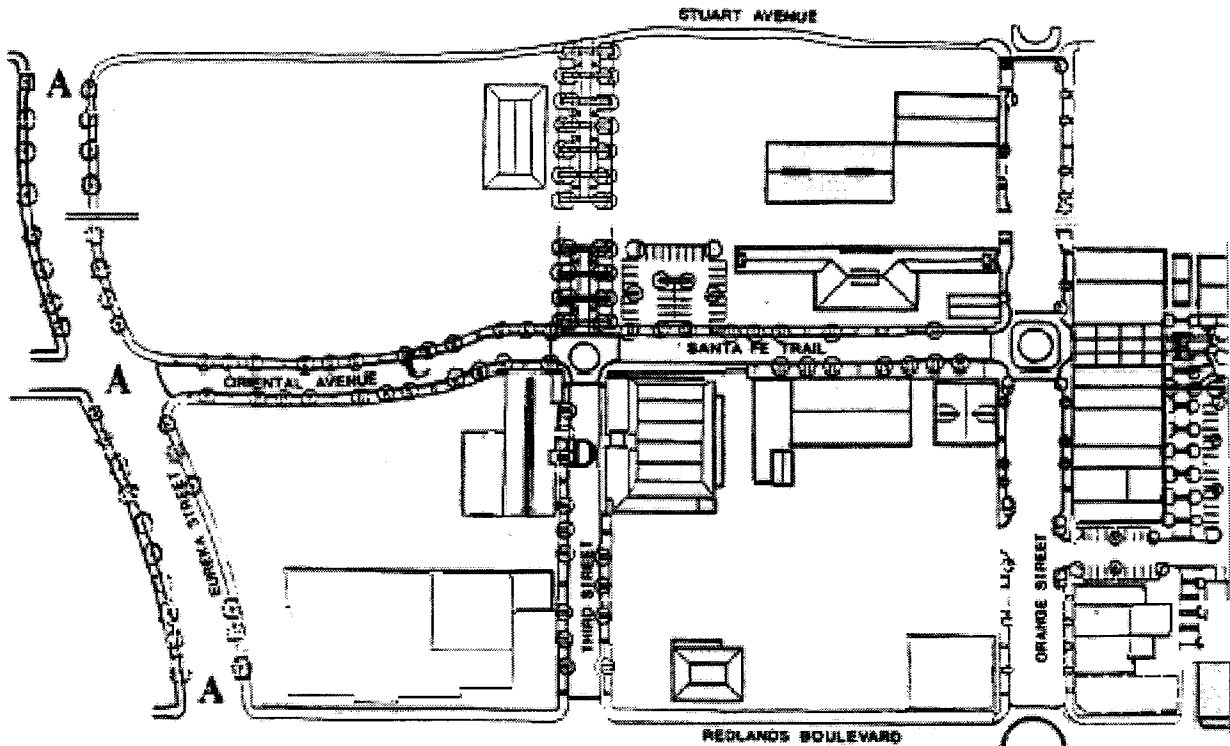 STUART AVENUE
A
SANTA FE TRAIL
A
ORIENTAL AVENUE
C
EUREKA STREET
THIRD STREET
ORANGE STREET
A
REDLANDS BOULEVARD